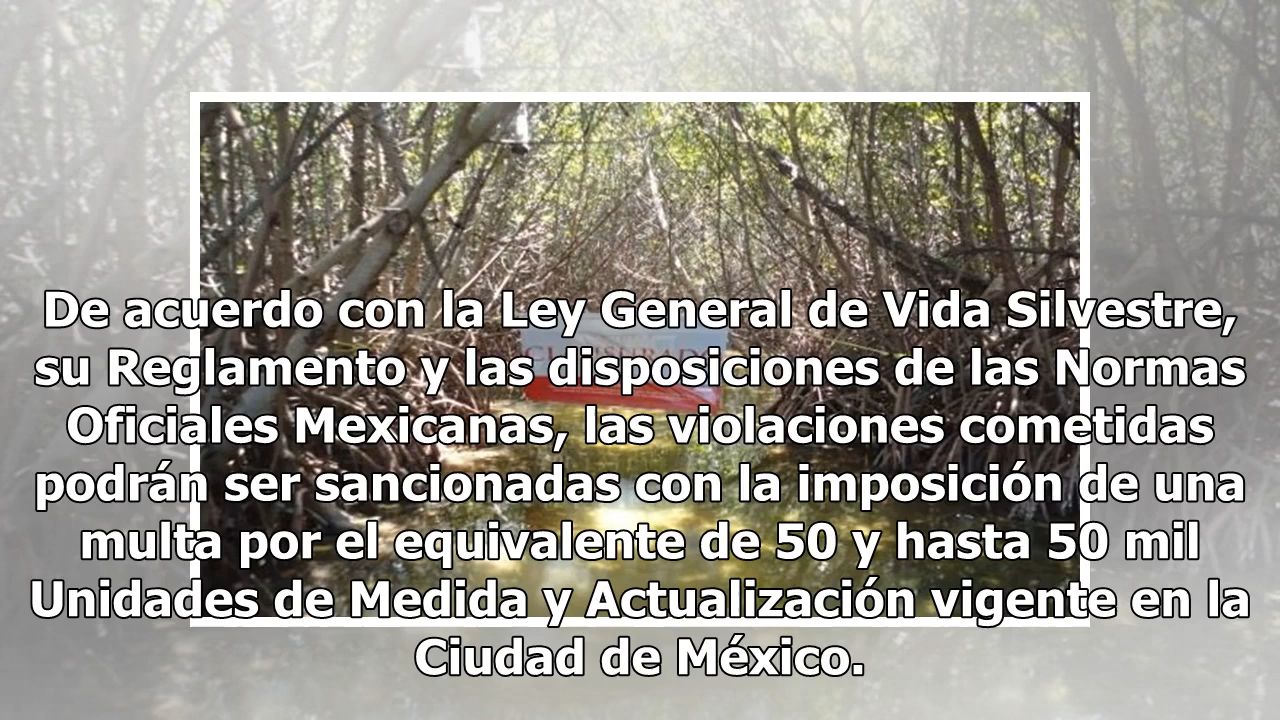 De acuerdo con la Ley General de Vida Silvestre,
su Reglamento y las disposiciones de las Normas
Oficiales Mexicanas, las violaciones cometidas
podrán ser sancionadas con la imposición de una
multa por el equivalente de 50 y hasta 50 mil
Unidades de Medida y Actualización vigente en la
Ciudad de México.